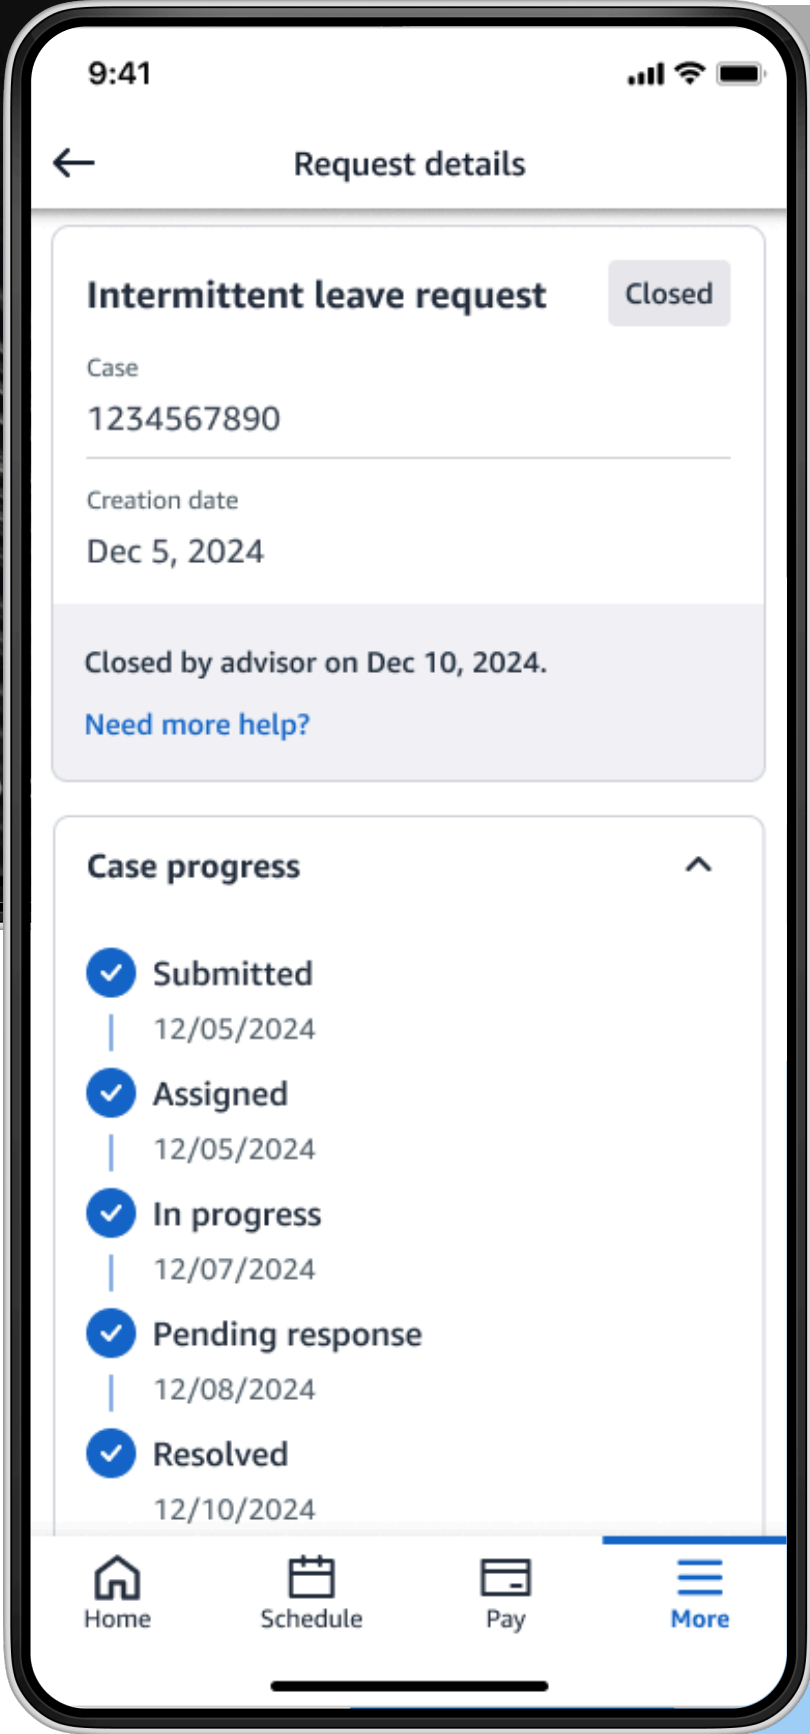 9:41
Request details
Intermittent leave request
Closed
Case
1234567890
Creation date
Dec 5, 2024
Closed by advisor on Dec 10, 2024.
Need more help?
Case progress
Submitted
12/05/2024
Assigned
12/05/2024
In progress
12/07/2024
Pending response
12/08/2024
Resolved
12/10/2024
Home
Schedule
Pay
More